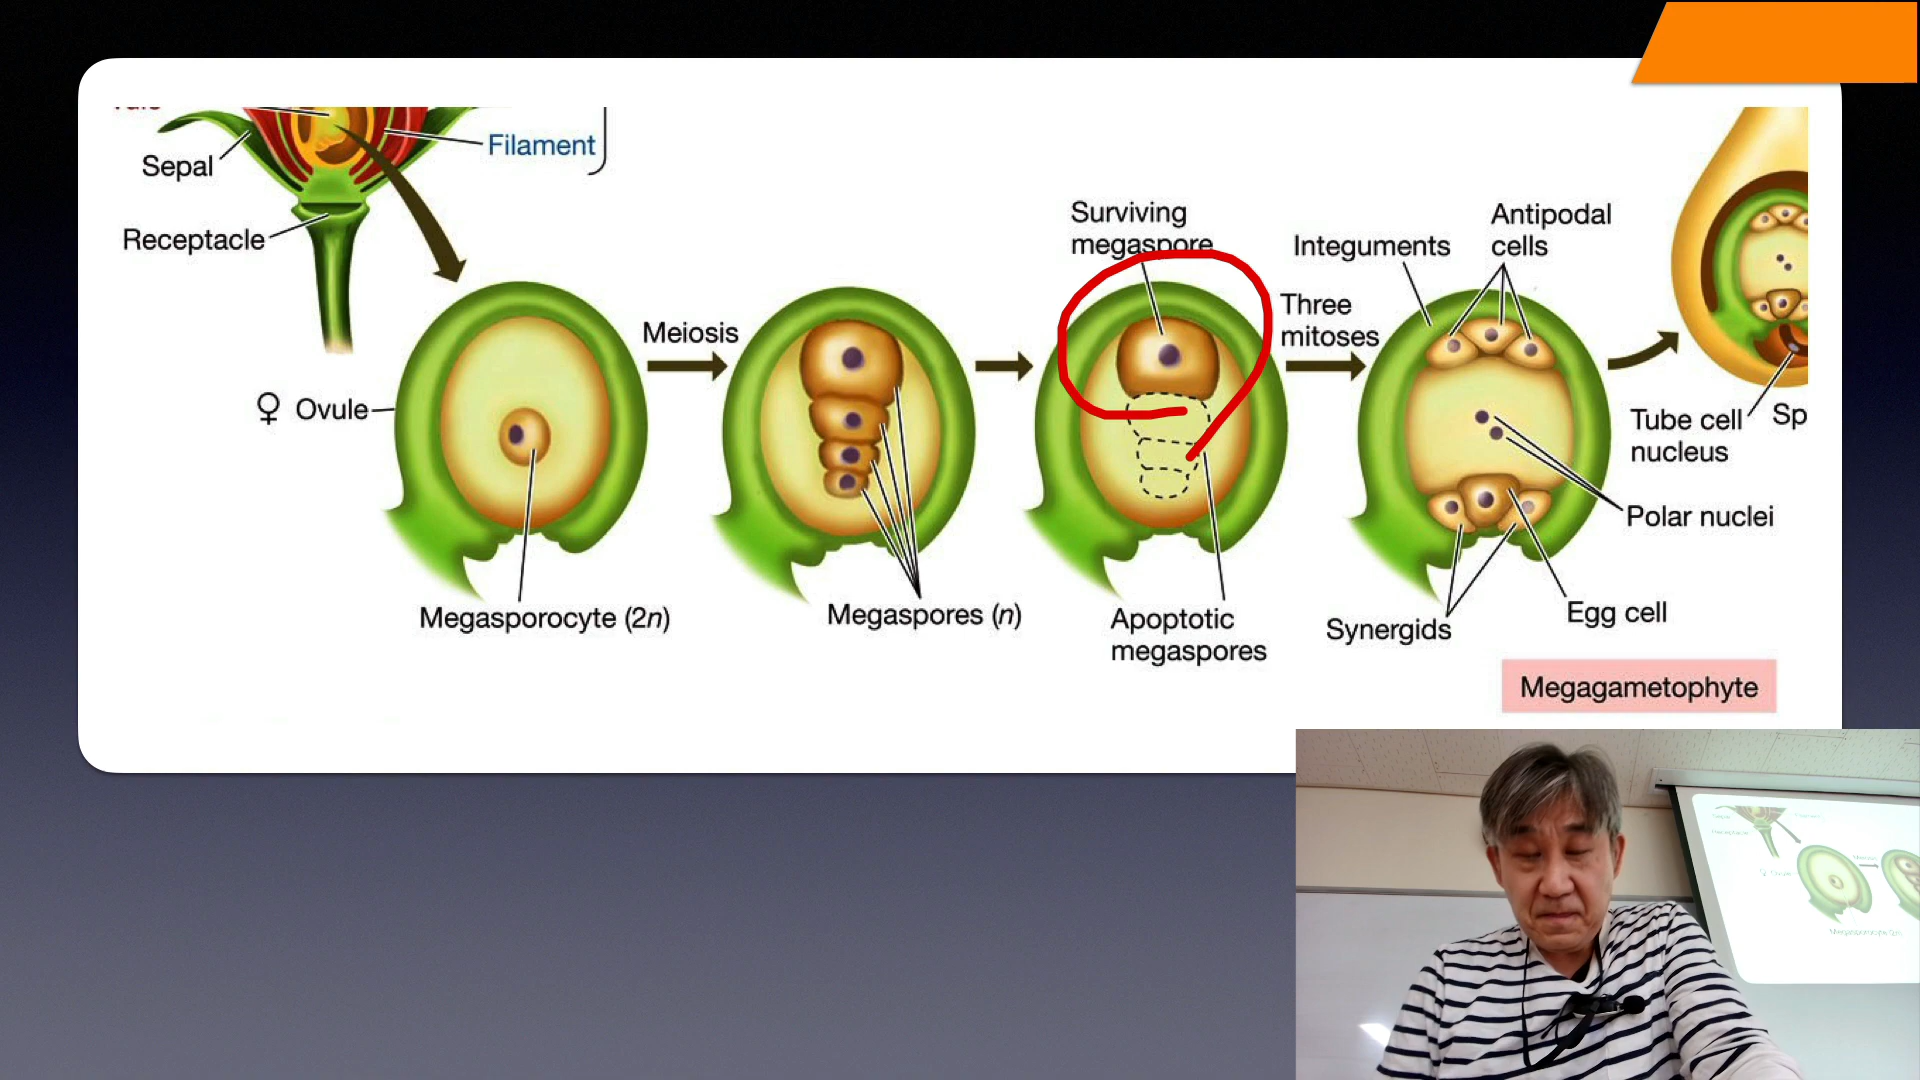 Filament
Sepal
Receptacle
Surviving
megaspore
Antipodal
cells
Integuments
Three
mitoses
Meiosis
♀ Ovule
Tube cell
nucleus
Sp
Polar nuclei
Megasporocyte (2n)
Megaspores (n)
Apoptotic
megaspores
Synergids
Egg cell
Megagametophyte